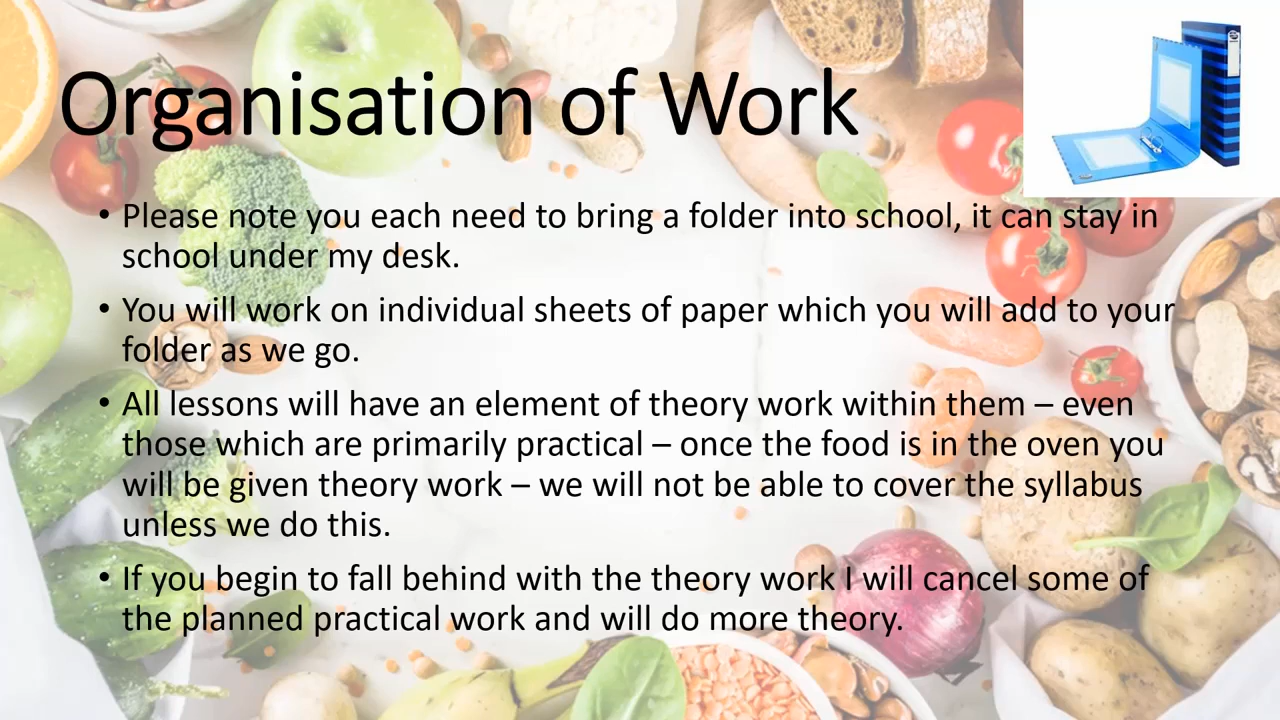 Organisation of Work
• Please note you each need to bring a folder into school, it can stay in
school under my desk.
• You will work on individual sheets of paper which you will add to your
folder as we go.
• All lessons will have an element of theory work within them – even
those which are primarily practical – once the food is in the oven you
will be given theory work – we will not be able to cover the syllabus
unless we do this.
• If you begin to fall behind with the theory work I will cancel some of
the planned practical work and will do more theory.